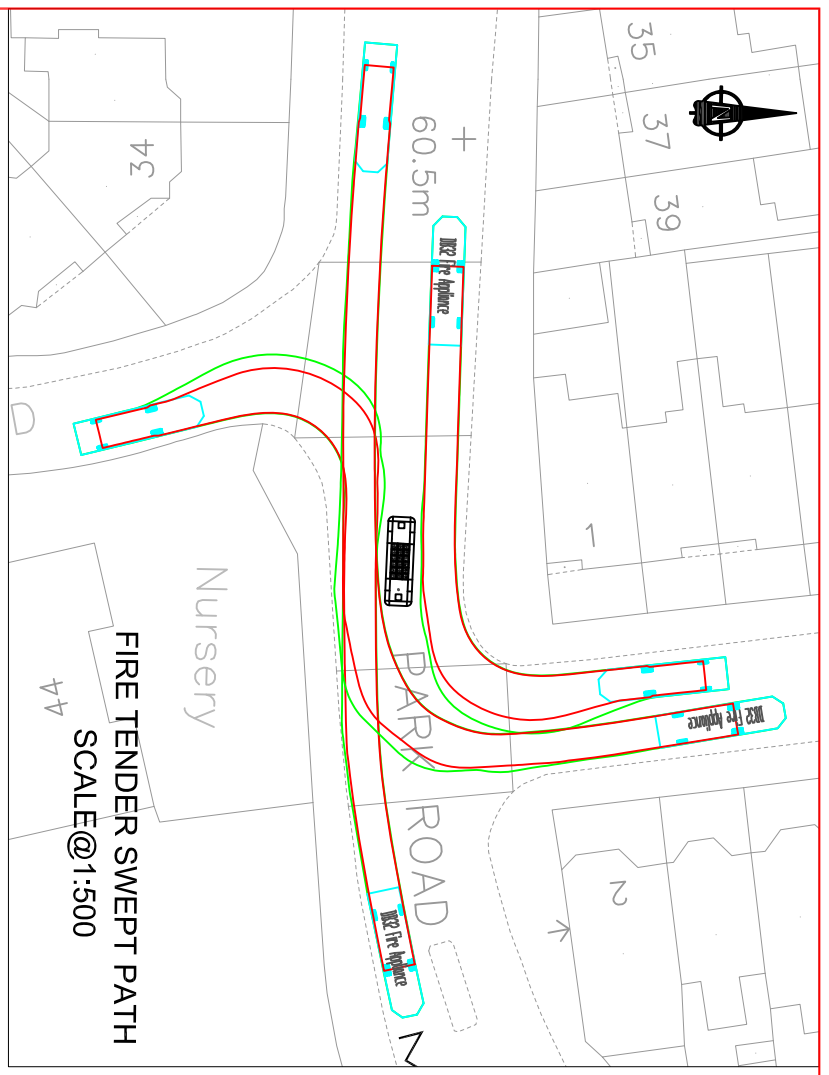 35
37
39
34
60.5m
DB32 Fire Appliance
N
1
D
Nursery
PARK ROAD
DB32 Fire Appliance
44
2
DB32 Fire Appliance
M
FIRE TENDER SWEPT PATH
SCALE@1:500